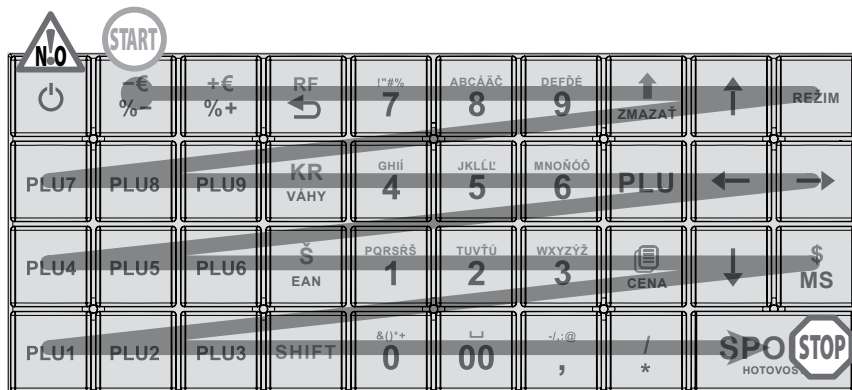 N.O START
-€ +€ RF !"#% ABCÁÄČ DEFĎÉ
%- %+ 7 8 9 ZMAZAŤ REŽIM
GHIÍ JKLĹĽ MNOŇÓÔ
PLU7 PLU8 PLU9 KR 4 5 6 PLU
VÁHY
PQRSŔŠ TUVŤÚ WXYZÝŽ
PLU4 PLU5 PLU6 Š 1 2 3 $
EAN CENA MS
&()*+ -/,:@
PLU1 PLU2 PLU3 SHIFT 0 00 , / SPO STOP
* HOTOVOS